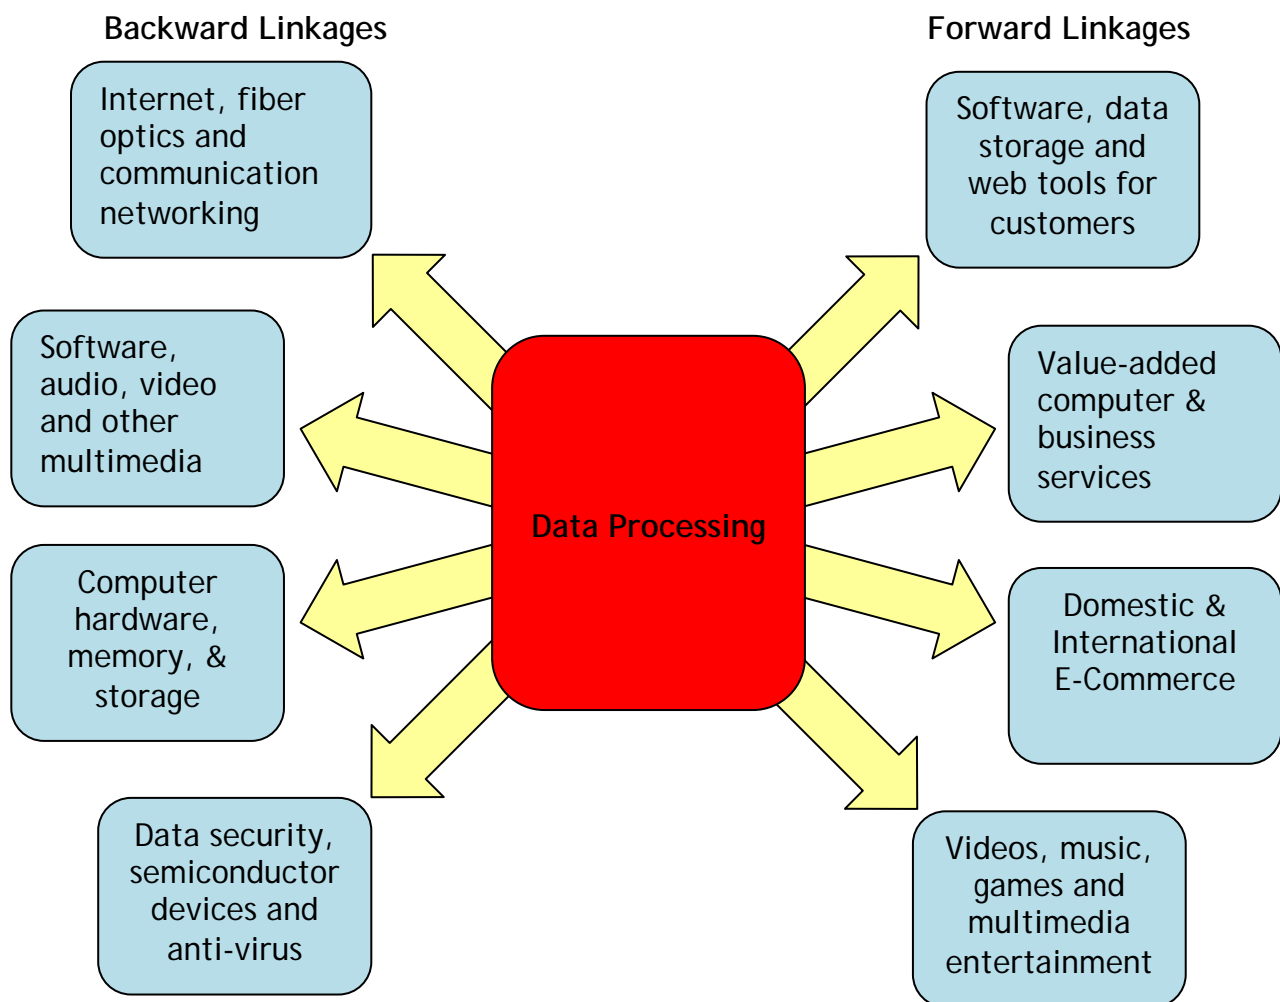 Backward Linkages
Internet, fiber
optics and
communication
networking
Software,
audio, video
and other
multimedia
Computer
hardware,
memory, &
storage
Data security,
semiconductor
devices and
anti-virus
Data Processing
Forward Linkages
Software, data
storage and
web tools for
customers
Value-added
computer &
business
services
Domestic &
International
E-Commerce
Videos, music,
games and
multimedia
entertainment